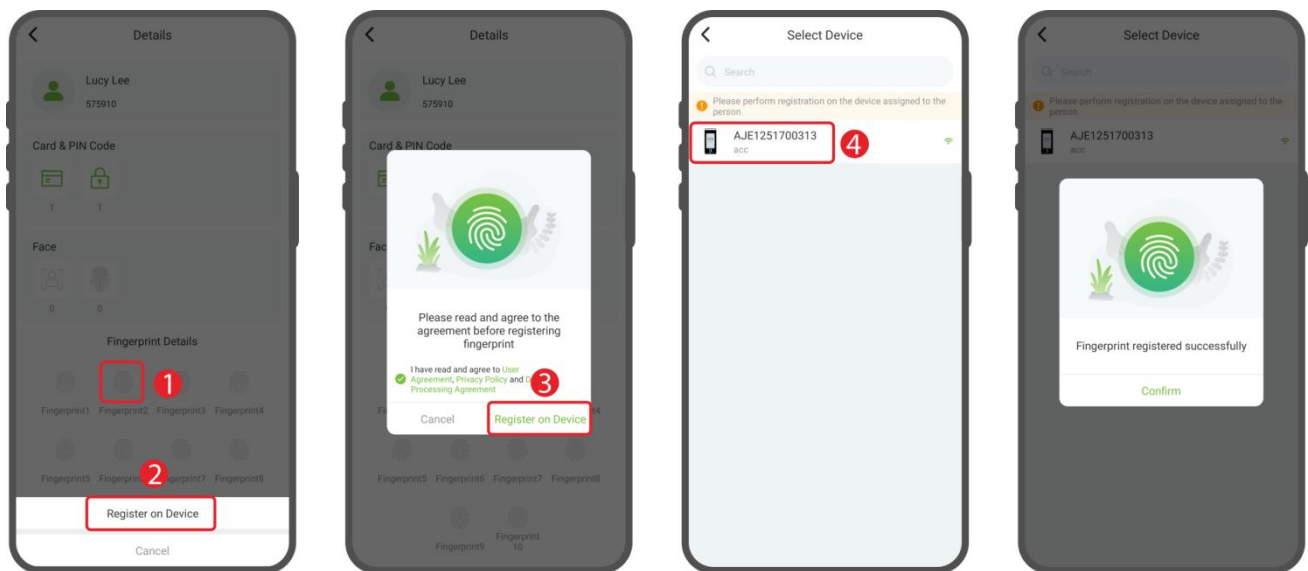 Details
Lucy Lee
575910
Card & PIN Code
1 1
Face
0 0
Fingerprint Details
1
Fingerprint1 Fingerprint2 Fingerprint3 Fingerprint4
Fingerprint5 Fingerprint7 Fingerprint8
2
Register on Device
Cancel
Details
Lucy Lee
575910
Card & PIN Code
Please read and agree to the
agreement before registering
fingerprint
I have read and agree to User
Agreement, Privacy Policy and
Processing Agreement
3
Cancel Register on Device
Fingerprint5 Fingerprint6 Fingerprint7 Fingerprint8
Fingerprint9 Fingerprint
10
Select Device
Search
Please perform registration on the device assigned to the
person
AJE1251700313
acc
4
Select Device
Search
Please perform registration on the device assigned to the
person
AJE1251700313
acc
Fingerprint registered successfully
Confirm